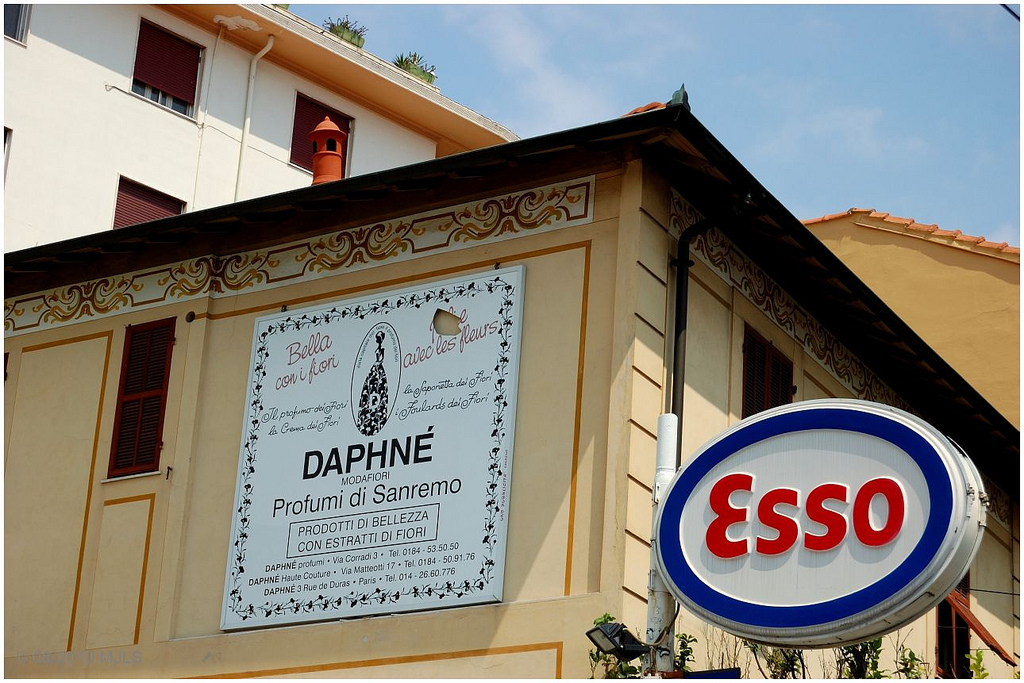 Bella
con i fiori
avec les fleurs
Il profumo dei Fiori
la Crema dei Fiori
la Saponetta dei Fiori
i Foulards dei Fiori
DAPHNÉ
MODAFIORI
Profumi di Sanremo
PRODOTTI DI BELLEZZA
CON ESTRATTI DI FIORI
DAPHNÉ profumi • Via Corradi 3 • Tel. 0184 - 53.50.50
DAPHNÉ Haute Couture • Via Matteotti 17 • Tel. 0184 - 50.91.76
DAPHNÉ 3 Rue de Duras • Paris • Tel. 014 - 26.60.776
Esso